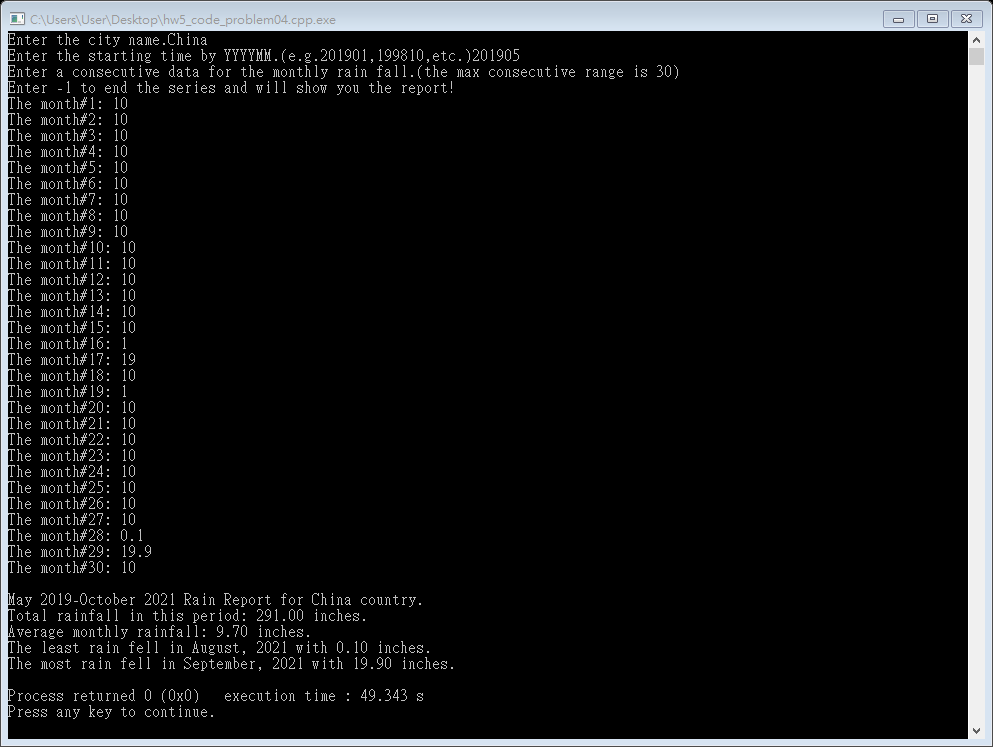 C:\Users\User\Desktop\hw5_code_problem04.cpp.exe
Enter the city name.China
Enter the starting time by YYYYMM.(e.g.201901,199810,etc.)201905
Enter a consecutive data for the monthly rain fall.(the max consecutive range is 30)
Enter -1 to end the series and will show you the report!
The month#1: 10
The month#2: 10
The month#3: 10
The month#4: 10
The month#5: 10
The month#6: 10
The month#7: 10
The month#8: 10
The month#9: 10
The month#10: 10
The month#11: 10
The month#12: 10
The month#13: 10
The month#14: 10
The month#15: 10
The month#16: 1
The month#17: 19
The month#18: 10
The month#19: 1
The month#20: 10
The month#21: 10
The month#22: 10
The month#23: 10
The month#24: 10
The month#25: 10
The month#26: 10
The month#27: 10
The month#28: 0.1
The month#29: 19.9
The month#30: 10
May 2019-October 2021 Rain Report for China country.
Total rainfall in this period: 291.00 inches.
Average monthly rainfall: 9.70 inches.
The least rain fell in August, 2021 with 0.10 inches.
The most rain fell in September, 2021 with 19.90 inches.
Process returned 0 (0x0)   execution time : 49.343 s
Press any key to continue.